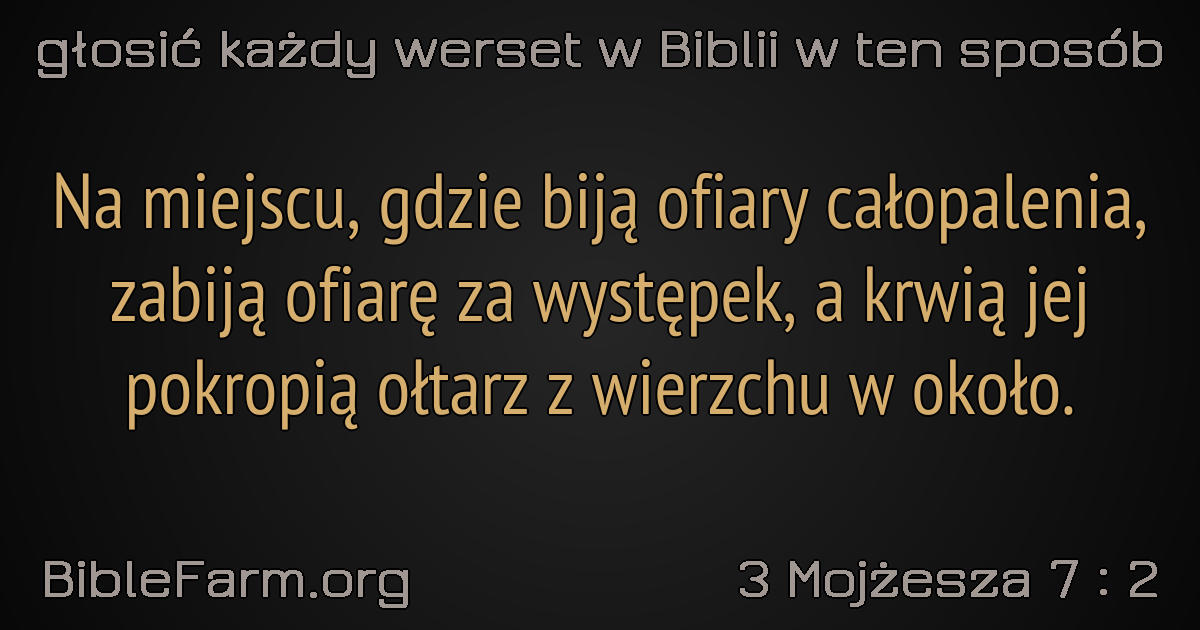 głosić każdy werset w Biblii w ten sposób
Na miejscu, gdzie biją ofiary całopalenia,
zabiją ofiarę za występek, a krwią jej
pokropią ołtarz z wierzchu w około.
BibleFarm.org
3 Mojżesza 7 : 2